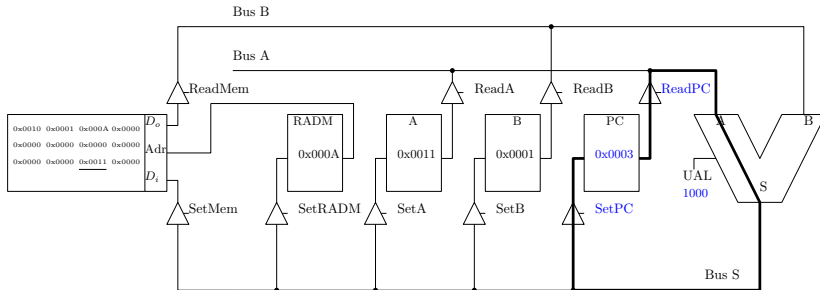 Bus B
Bus A
ReadMem
ReadA
ReadB
ReadPC
0x0010 0x0001 0x000A 0x0000
0x0000 0x0000 0x0000 0x0000
0x0000 0x0000 0x0011 0x0000
Do
Adr
Di
RADM
0x000A
A
0x0011
B
0x0001
PC
0x0003
A
B
UAL
1000
S
SetMem
SetRADM
SetA
SetB
SetPC
Bus S